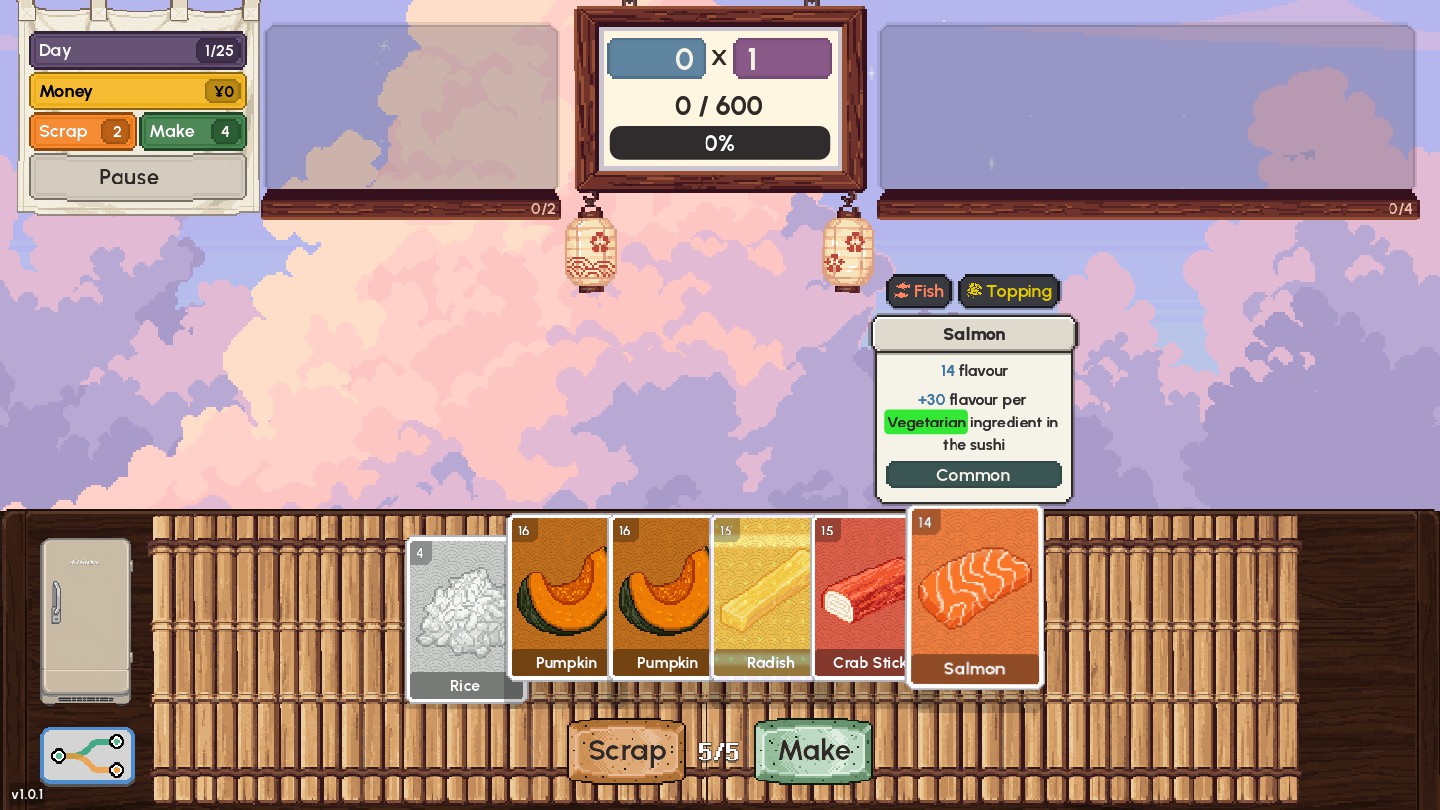 Day 1/25
Money ¥0
Scrap 2 Make 4
Pause
0/2
0 x 1
0 / 600
0%
0/4
Fish Topping
Salmon
14 flavour
+30 flavour per
Vegetarian ingredient in
the sushi
Common
4 Rice
16 Pumpkin
16 Pumpkin
Radish
15 Crab Stick
14 Salmon
Scrap 5/5 Make
v1.0.1